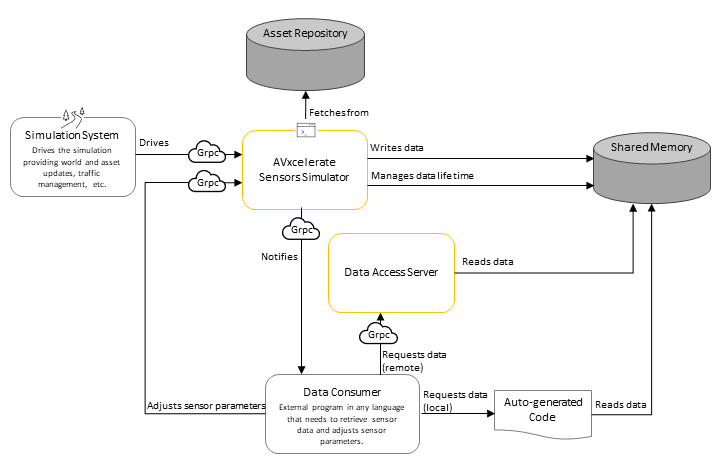 Asset Repository
Fetches from
>_
Simulation System
Drives the simulation
providing world and asset
updates, traffic
management, etc.
Drives
Grpc
Grpc
AVxcelerate
Sensors Simulator
Writes data
Manages data life time
Shared Memory
Grpc
Notifies
Data Access Server
Reads data
Grpc
Requests data
(remote)
Adjusts sensor parameters
Data Consumer
External program in any language
that needs to retrieve sensor
data and adjusts sensor
parameters.
Requests data
(local)
Auto-generated
Code
Reads data